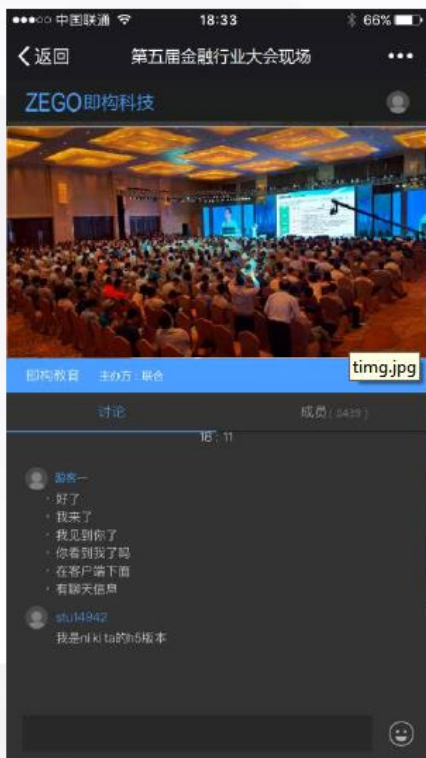 中国联通 18:33 66%
返回 第五届金融行业大会现场
ZEGO即构科技
即构教育 主办方：联合
timg.jpg
讨论 成员（8439）
16：11
游客一
· 好了
· 我来了
· 我见到你了
· 你看到我了吗
· 在客户端下面
· 有聊天信息
stu14942
我是nikita的h5版本